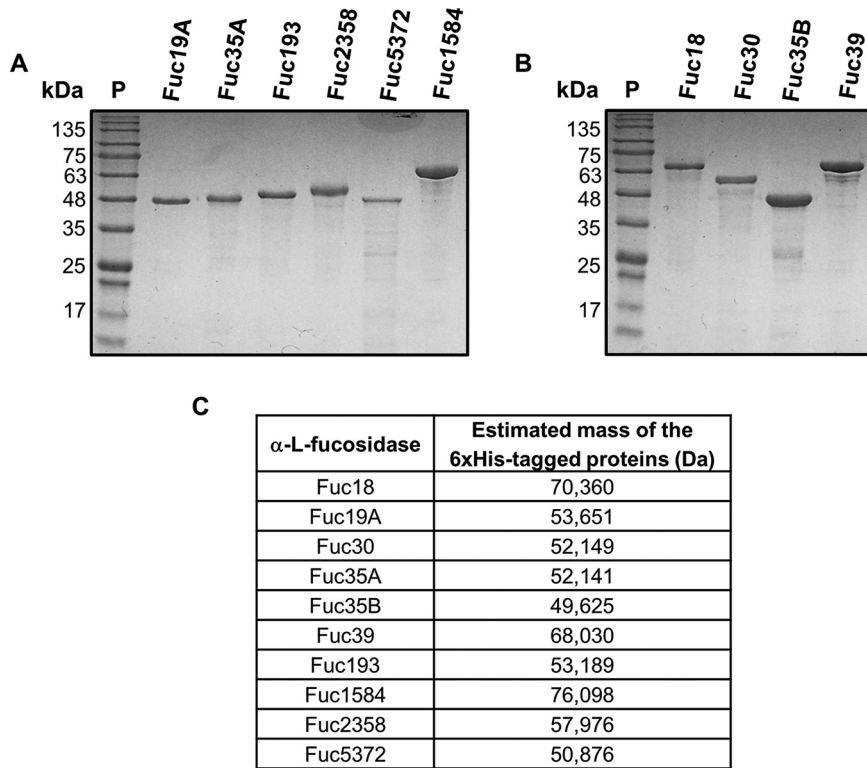 A
kDa
P
Fuc19A
Fuc35A
Fuc193
Fuc2358
Fuc5372
Fuc1584
135
75
63
48
35
25
17
B
kDa
P
Fuc18
Fuc30
Fuc35B
Fuc39
135
75
63
48
35
25
17
C
α-L-fucosidase
Estimated mass of the
6xHis-tagged proteins (Da)
Fuc18 70,360
Fuc19A 53,651
Fuc30 52,149
Fuc35A 52,141
Fuc35B 49,625
Fuc39 68,030
Fuc193 53,189
Fuc1584 76,098
Fuc2358 57,976
Fuc5372 50,876